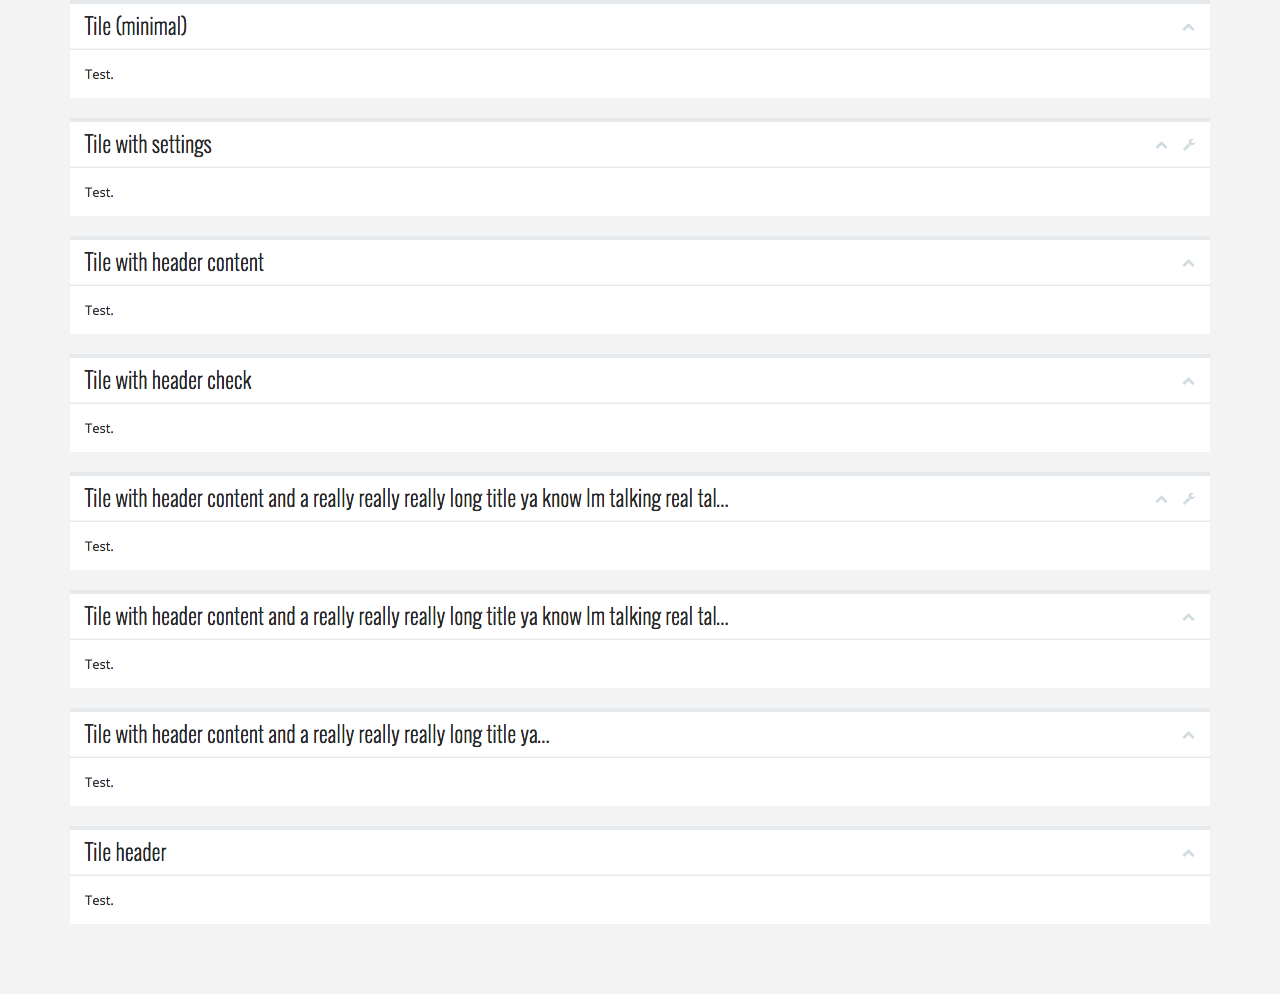 Tile (minimal)
Test.
Tile with settings
Test.
Tile with header content
Test.
Tile with header check
Test.
Tile with header content and a really really really long title ya know Im talking real tal...
Test.
Tile with header content and a really really really long title ya know Im talking real tal...
Test.
Tile with header content and a really really really long title ya...
Test.
Tile header
Test.